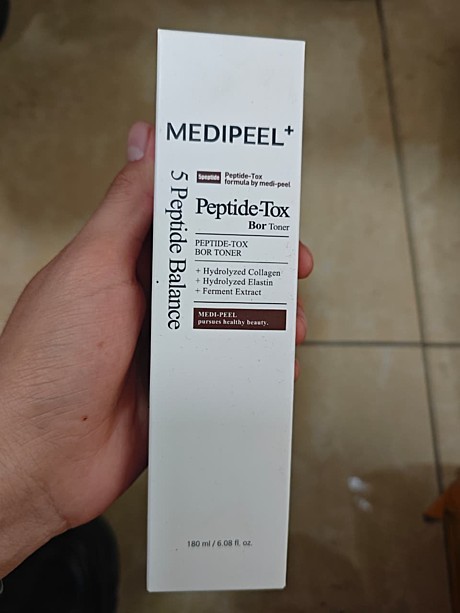 MEDIPEEL+
5 Peptide Balance
5peptide Peptide-Tox
formula by medi-peel
Peptide-Tox
Bor Toner
PEPTIDE-TOX
BOR TONER
+ Hydrolyzed Collagen
+ Hydrolyzed Elastin
+ Ferment Extract
MEDI-PEEL
pursues healthy beauty.
180 ml / 6.08 fl. oz.